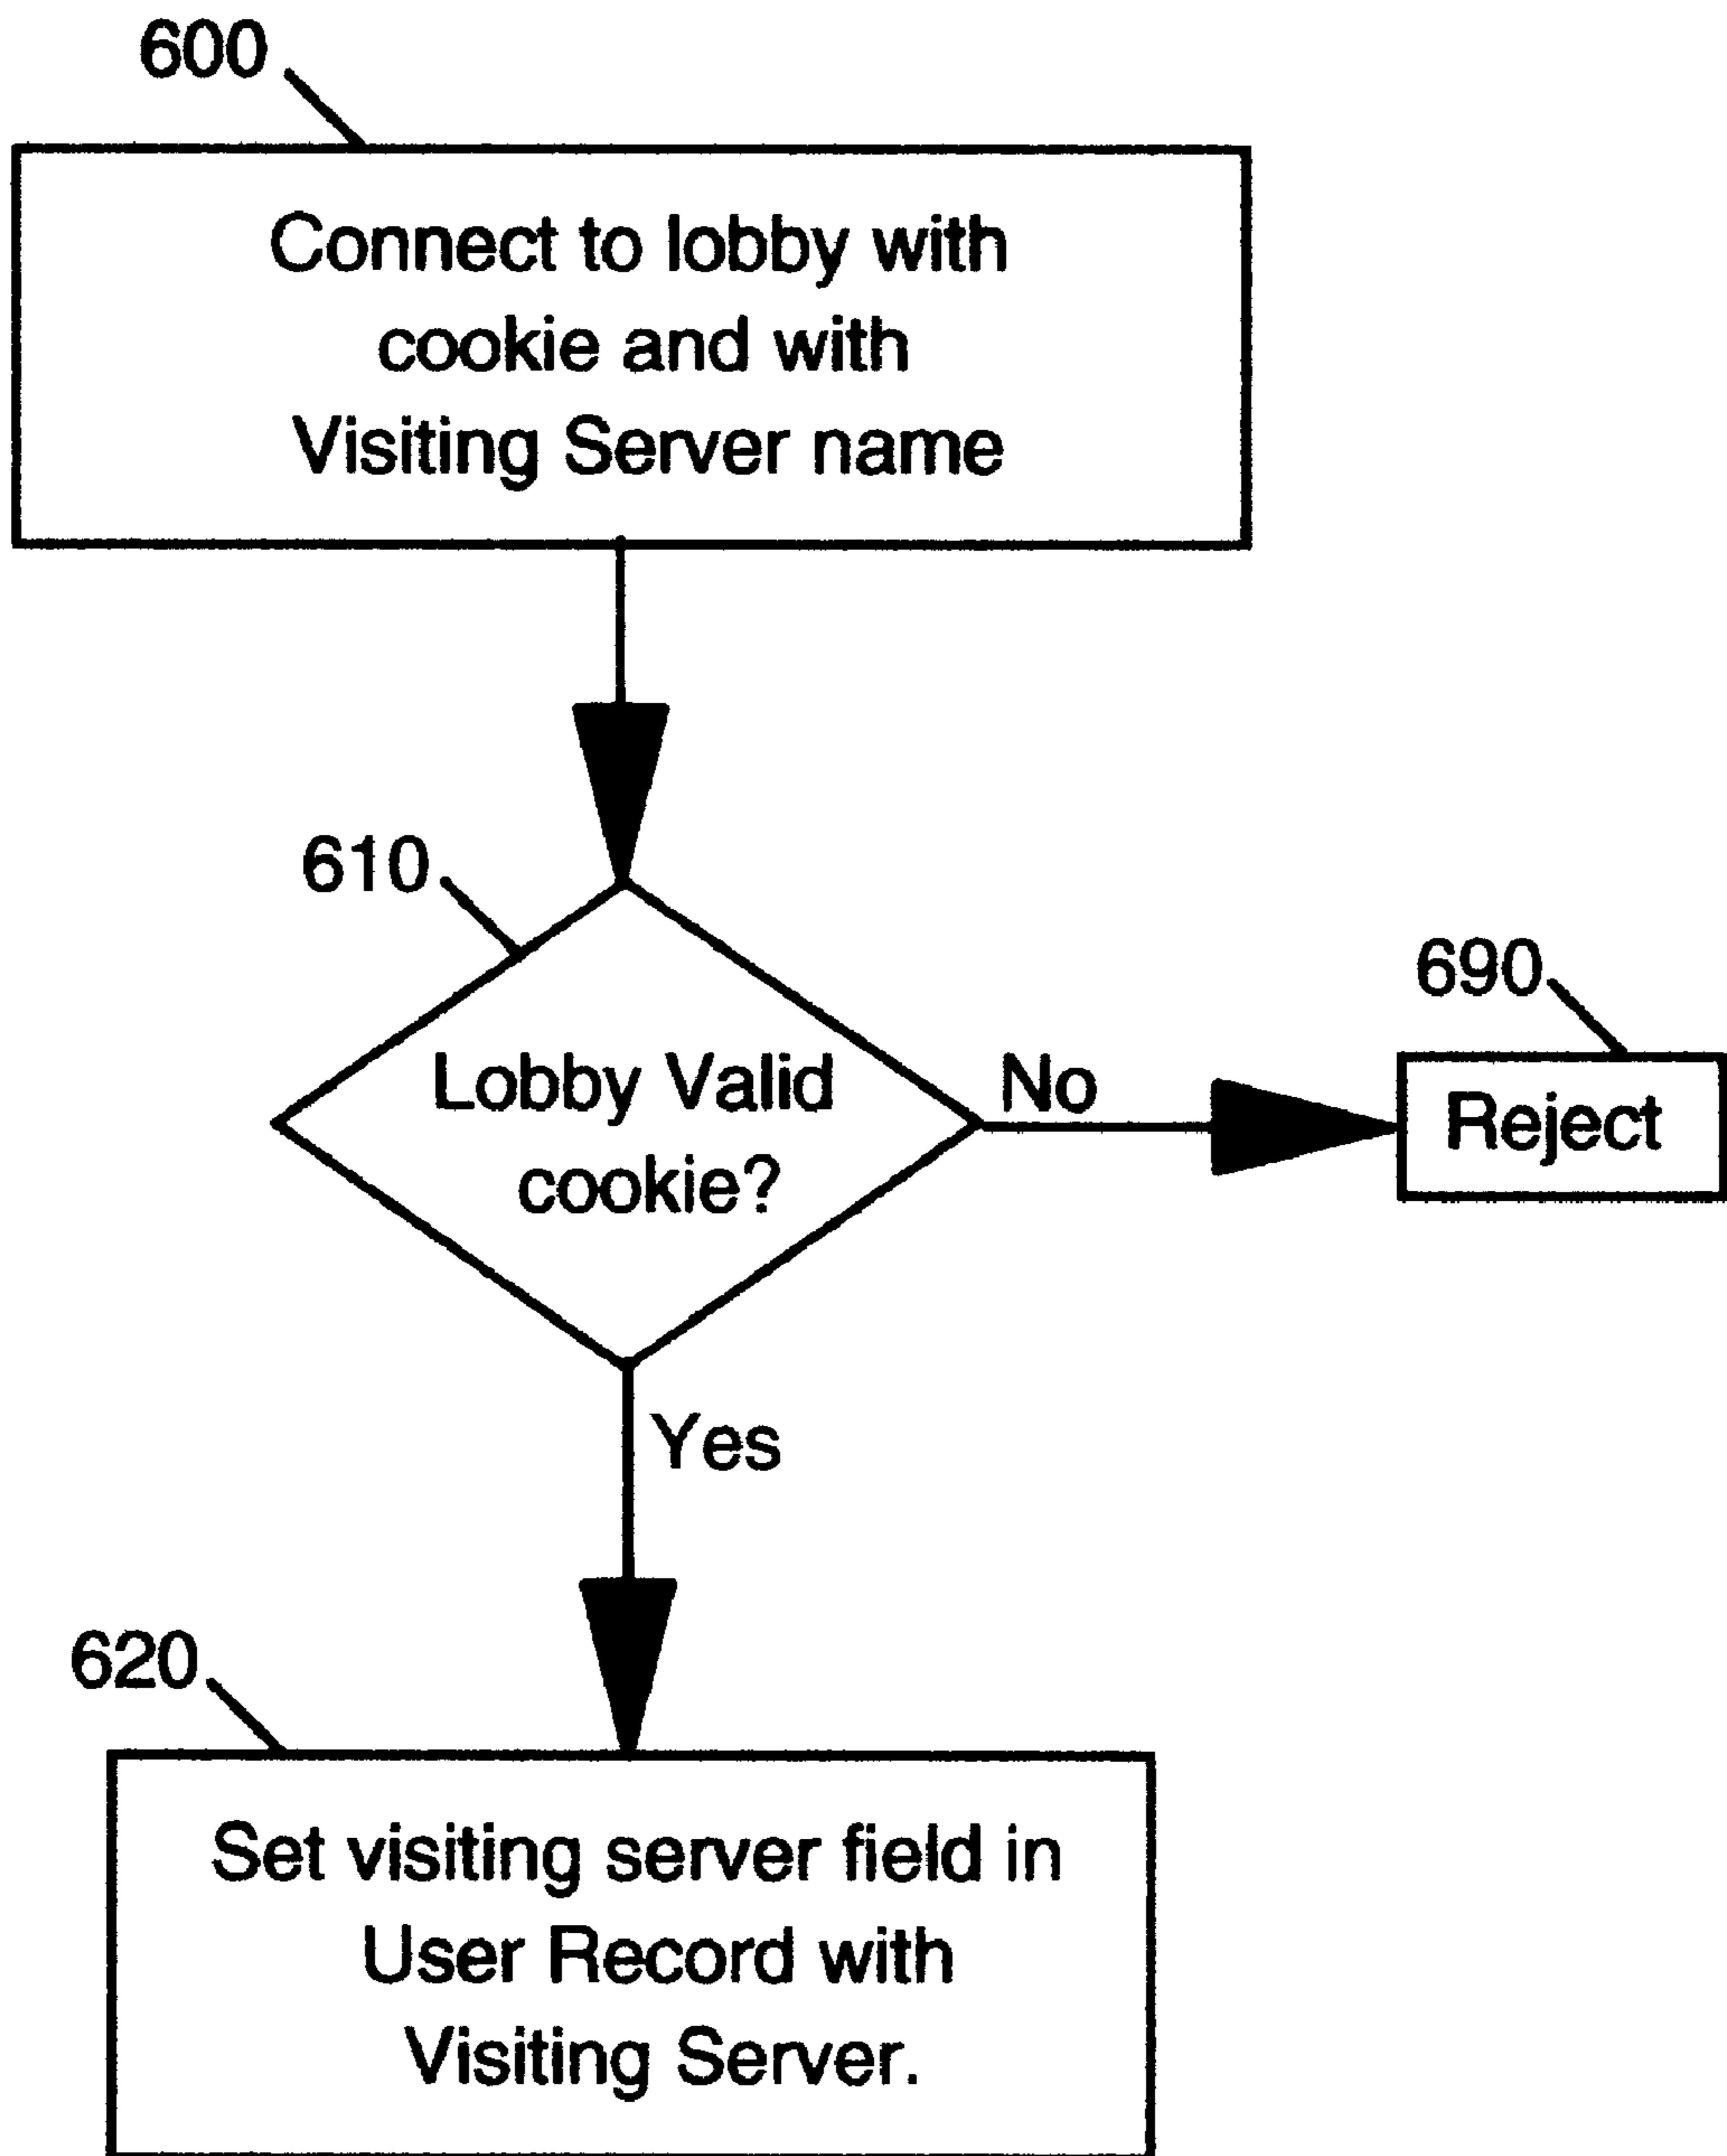 600
Connect to lobby with
cookie and with
Visiting Server name
610
Lobby Valid
cookie?
No
690
Reject
Yes
620
Set visiting server field in
User Record with
Visiting Server.